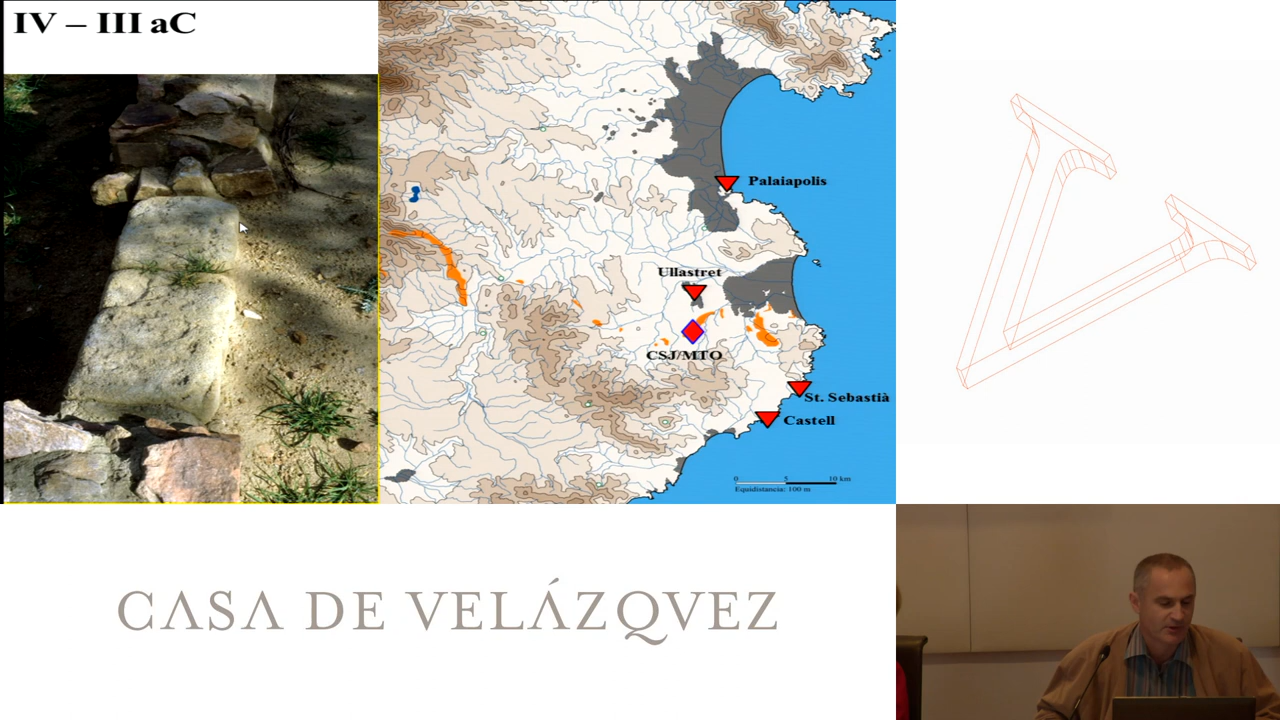 IV – III aC
Palaiapolis
Ullastret
CSJ/MTO
St. Sebastià
Castell
0 5 10 km
Equidistancia: 100 m
CASA DE VELÁZQVEZ